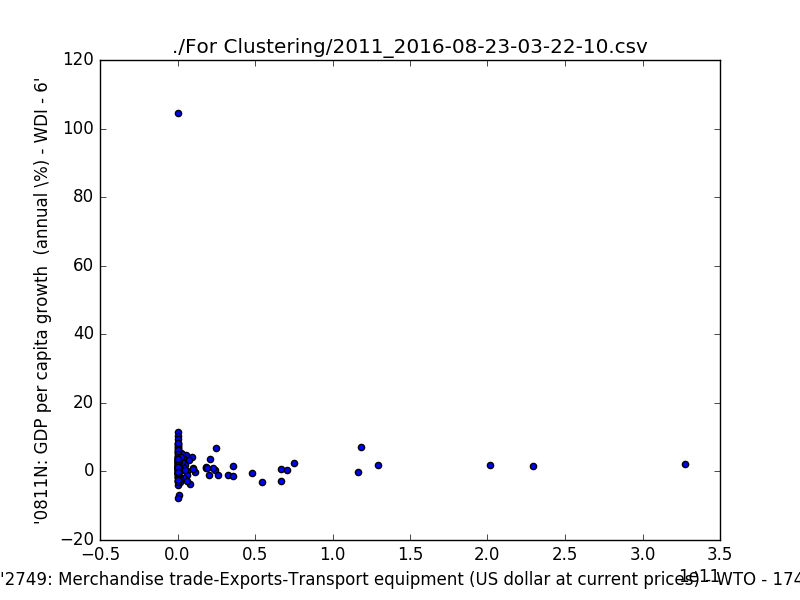 ./For Clustering/2011_2016-08-23-03-22-10.csv
120
100
80
60
40
20
0
−20
'0811N: GDP per capita growth (annual \%) - WDI - 6'
−0.5 0.0 0.5 1.0 1.5 2.0 2.5 3.0 3.5
1e11
'2749: Merchandise trade-Exports-Transport equipment (US dollar at current prices) - WTO - 174